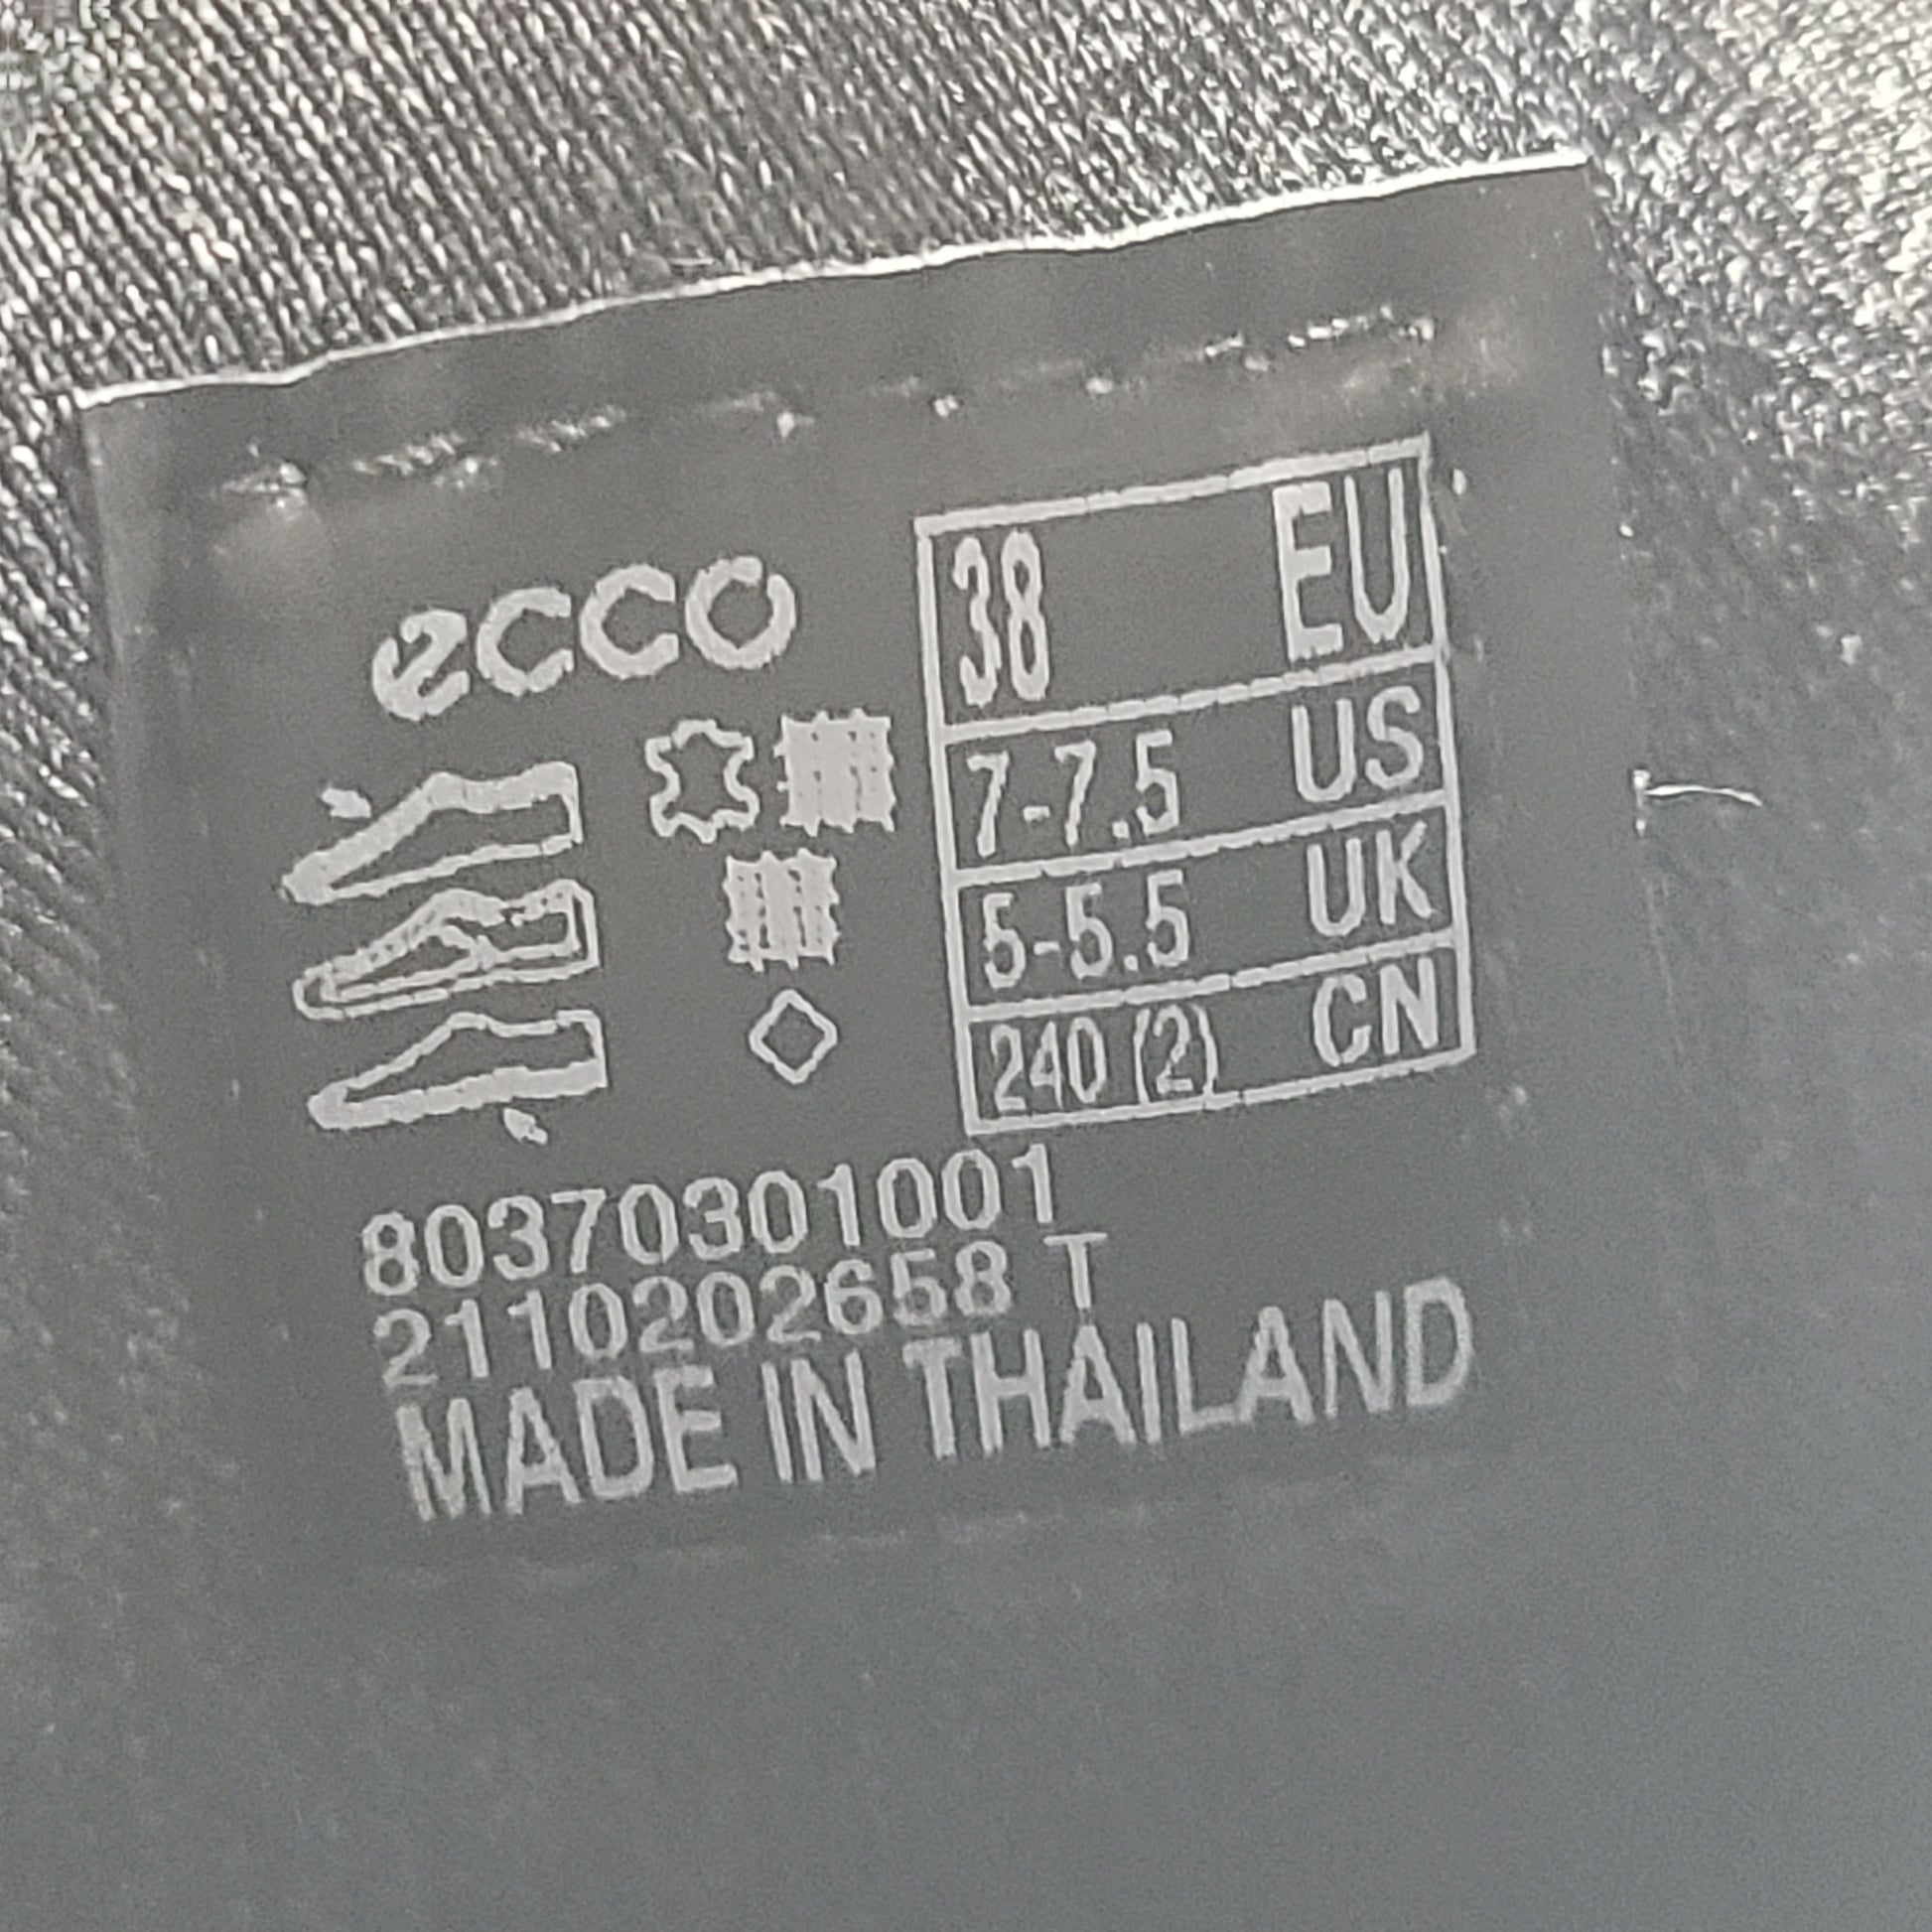 ecco
38 EU
7-7.5 US
5-5.5 UK
240 (2) CN
80370301001
2110202658 T
MADE IN THAILAND